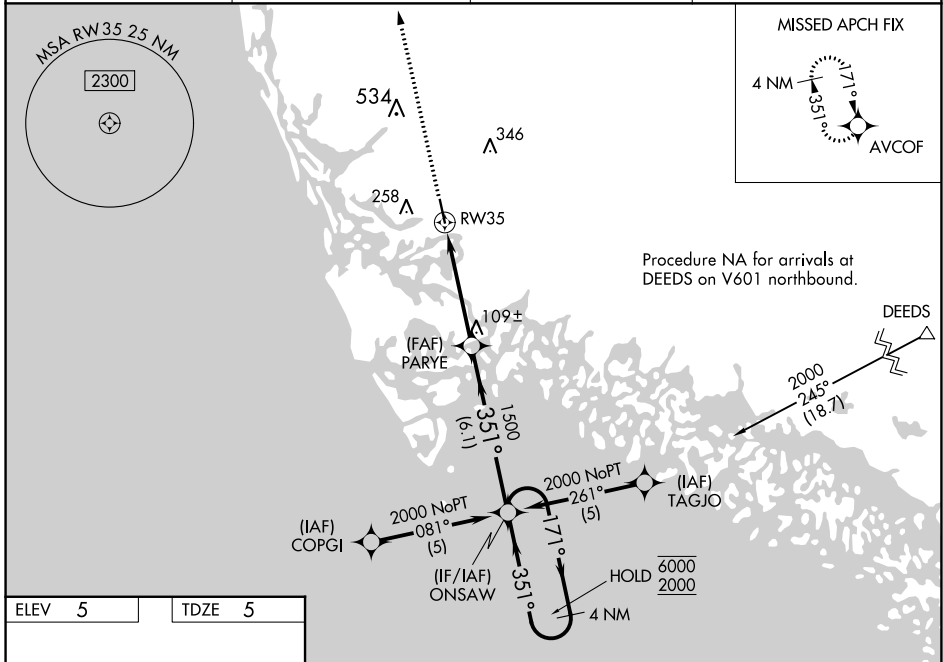 MSA RW35 25 NM
2300
534
346
258
RW35
MISSED APCH FIX
4 NM
171°
351°
AVCOF
Procedure NA for arrivals at
DEEDS on V601 northbound.
DEEDS
2000
245°
(18.7)
109±
(FAF)
PARYE
1500
351°
(6.1)
2000 NoPT
261°
(5)
(IAF)
TAGJO
2000 NoPT
081°
(5)
(IAF)
COPGI
(IF/IAF)
ONSAW
171°
351°
HOLD
6000
2000
4 NM
ELEV 5
TDZE 5